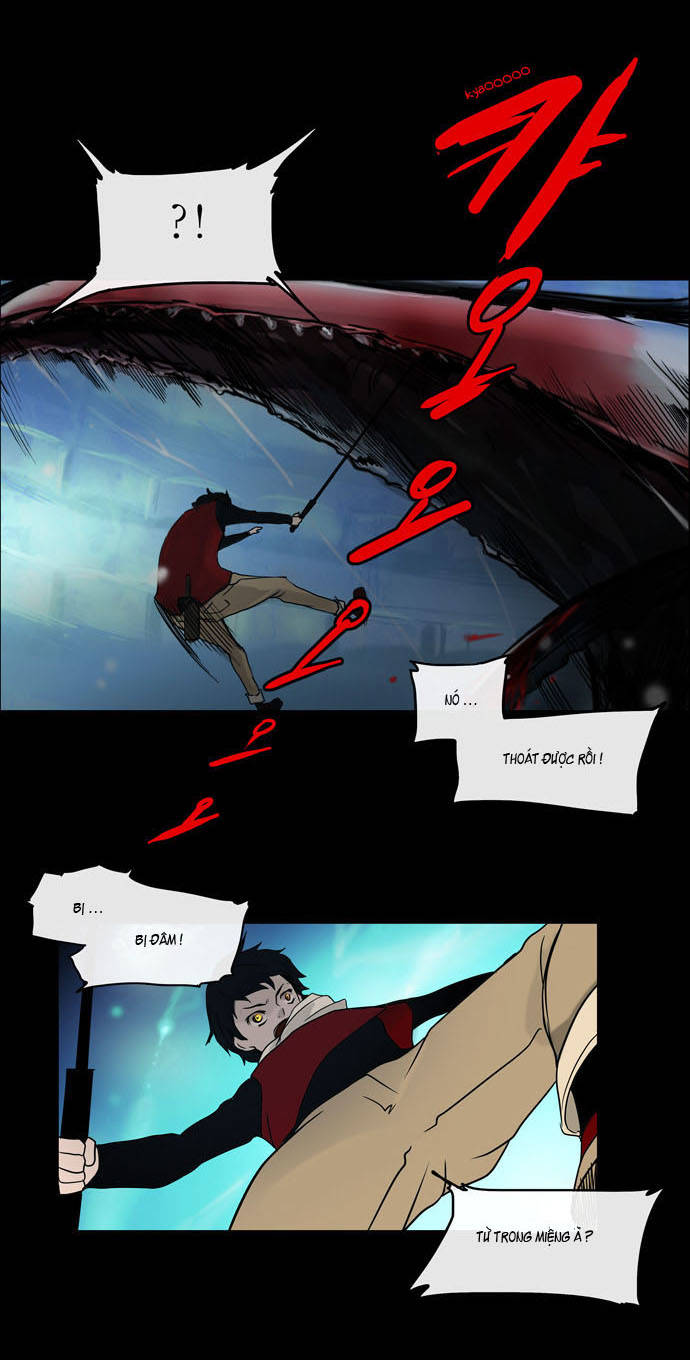 kyaooooo
?!
캬
오
오
오
오
오
NÓ ...
THOÁT ĐƯỢC RỒI !
BỊ ...
BỊ ĐÂM !
TỪ TRONG MIỆNG À ?